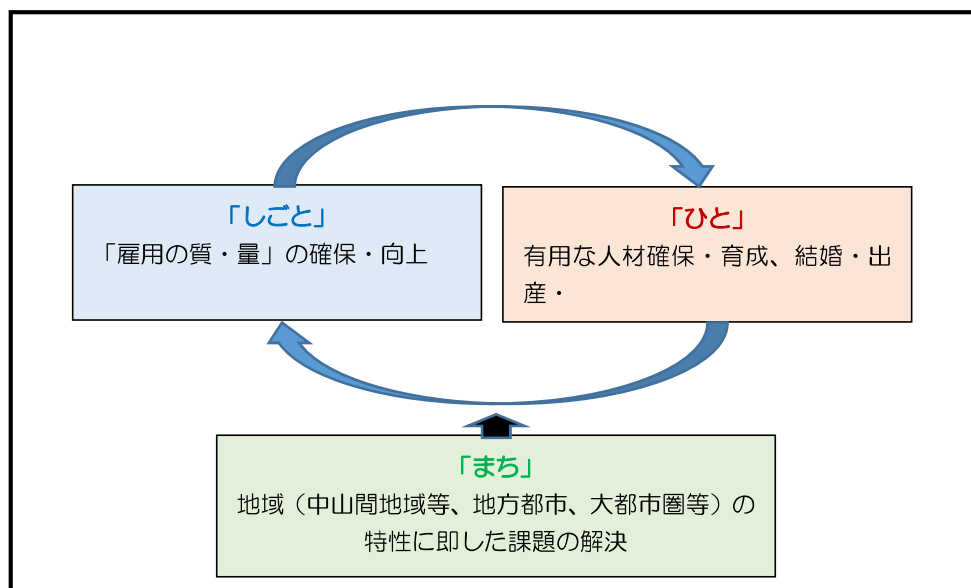 「しごと」
「雇用の質・量」の確保・向上
「ひと」
有用な人材確保・育成、結婚・出
産・
「まち」
地域（中山間地域等、地方都市、大都市圏等）の
特性に即した課題の解決